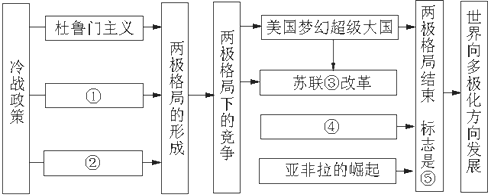 冷战政策
杜鲁门主义
①
②
两极格局的形成
两极格局下的竞争
美国梦幻超级大国
苏联③改革
④
亚非拉的崛起
两极格局结束 标志是⑤
世界向多极化方向发展